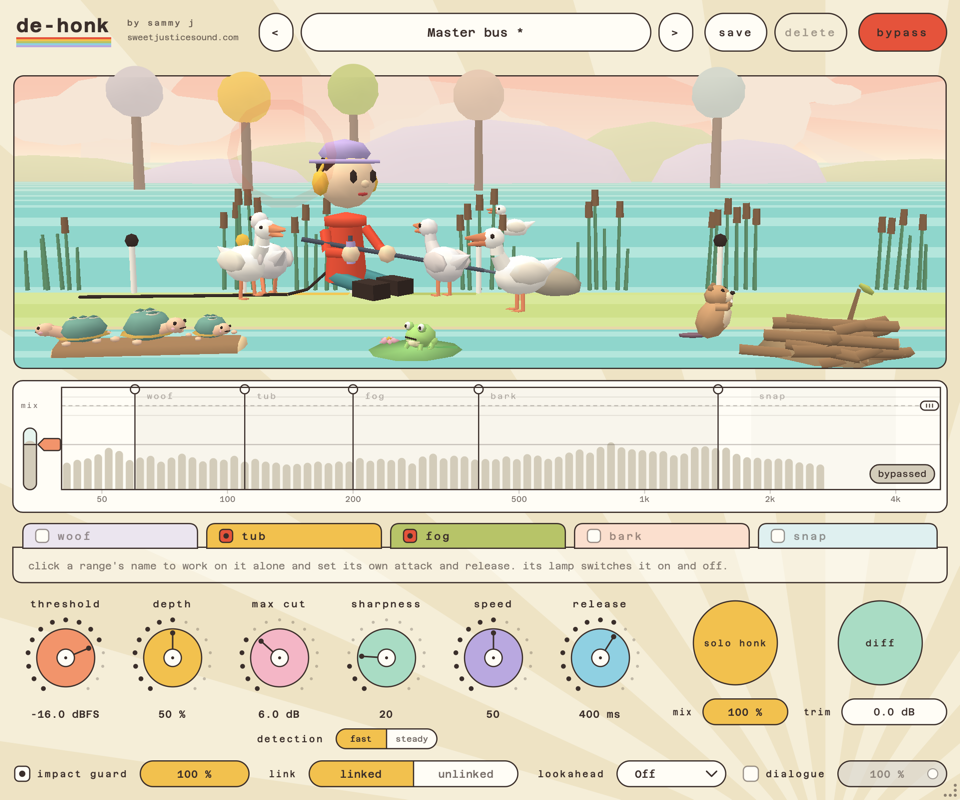 de-honk
by sammy j
sweetjusticesound.com
<
Master bus *
>
save
delete
bypass
mix
woof
tub
fog
bark
snap
bypassed
50
100
200
500
1k
2k
4k
woof
tub
fog
bark
snap
click a range's name to work on it alone and set its own attack and release. its lamp switches it on and off.
threshold
depth
max cut
sharpness
speed
release
solo honk
diff
-16.0 dBFS
50 %
6.0 dB
20
50
400 ms
mix
100 %
trim
0.0 dB
detection
fast
steady
impact guard
100 %
link
linked
unlinked
lookahead
Off
dialogue
100 %